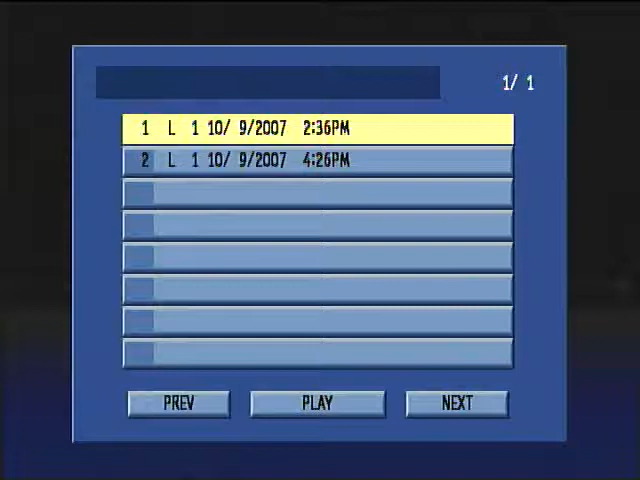 1/ 1
1 L 1 10/ 9/2007 2:36PM
2 L 1 10/ 9/2007 4:26PM
PREV PLAY NEXT